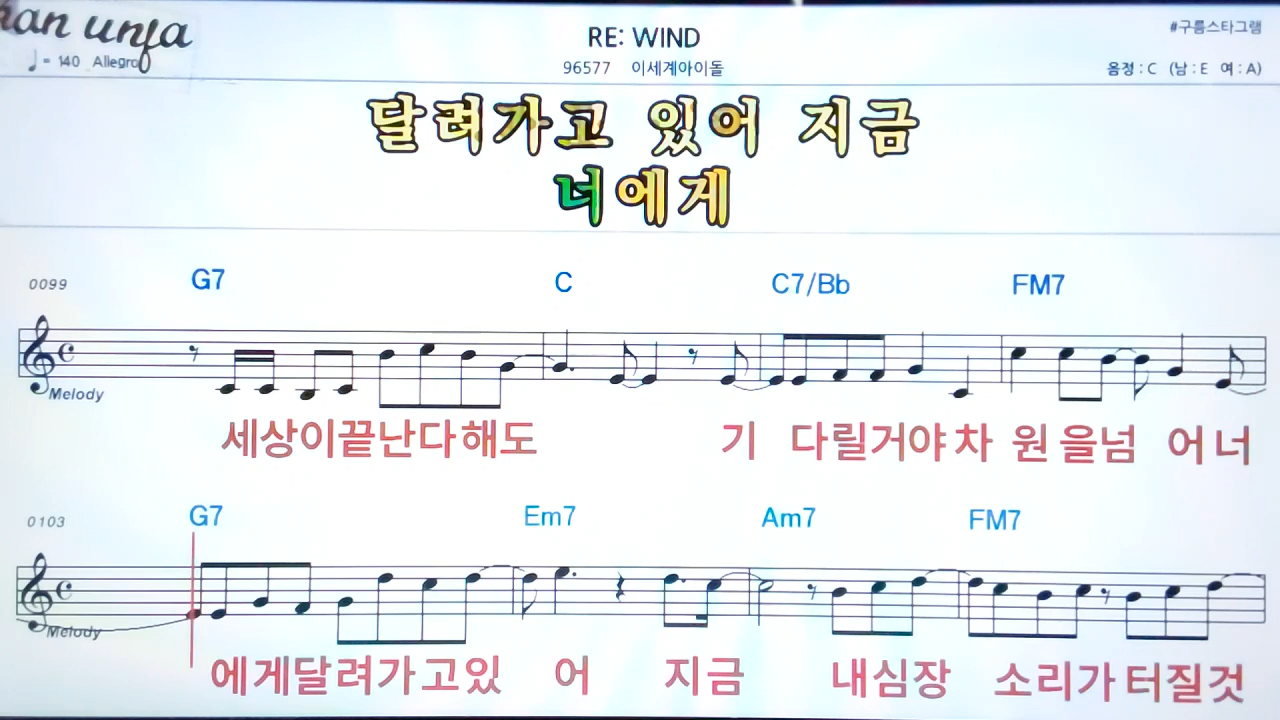 RE: WIND
#구름스타그램
♩= 140 Allegro
96577 이세계아이돌
음정 : C (남 : E 여 : A)
달려가고 있어 지금
너에게
0099 G7 C C7/Bb FM7
Melody
세상이끝난다해도 기 다릴거야차 원 을넘 어너
0103 G7 Em7 Am7 FM7
Melody
에게달려가고있 어 지금 내심장 소리가터질것